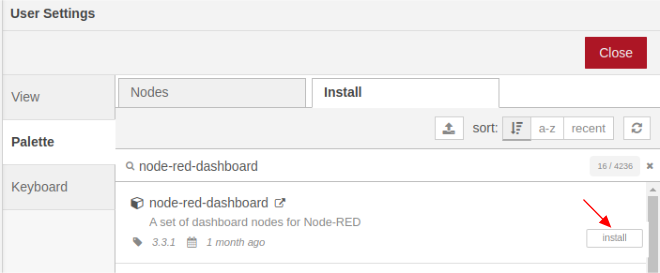 User Settings
Close
View
Nodes
Install
Palette
sort:
a-z
recent
node-red-dashboard
16 / 4236
Keyboard
node-red-dashboard
A set of dashboard nodes for Node-RED
3.3.1
1 month ago
install